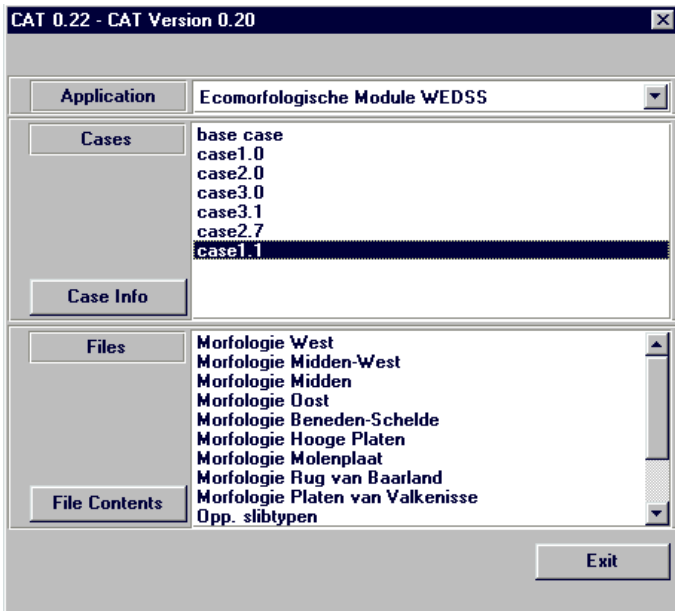 CAT 0.22 - CAT Version 0.20
Application
Ecomorfologische Module WEDSS
Cases
base case
case1.0
case2.0
case3.0
case3.1
case2.7
case1.1
Case Info
Files
Morfologie West
Morfologie Midden-West
Morfologie Midden
Morfologie Oost
Morfologie Beneden-Schelde
Morfologie Hooge Platen
Morfologie Molenplaat
Morfologie Rug van Baarland
Morfologie Platen van Valkenisse
Opp. slibtypen
File Contents
Exit